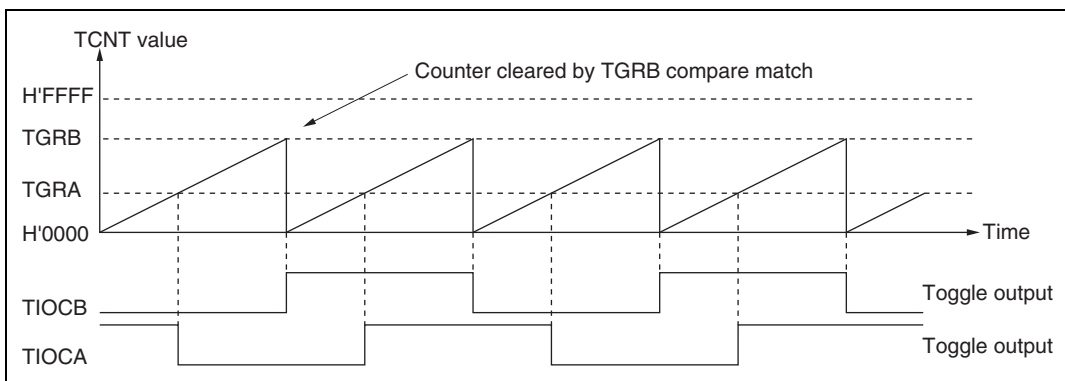 TCNT value
Counter cleared by TGRB compare match
H'FFFF
TGRB
TGRA
H'0000
Time
TIOCB
Toggle output
TIOCA
Toggle output